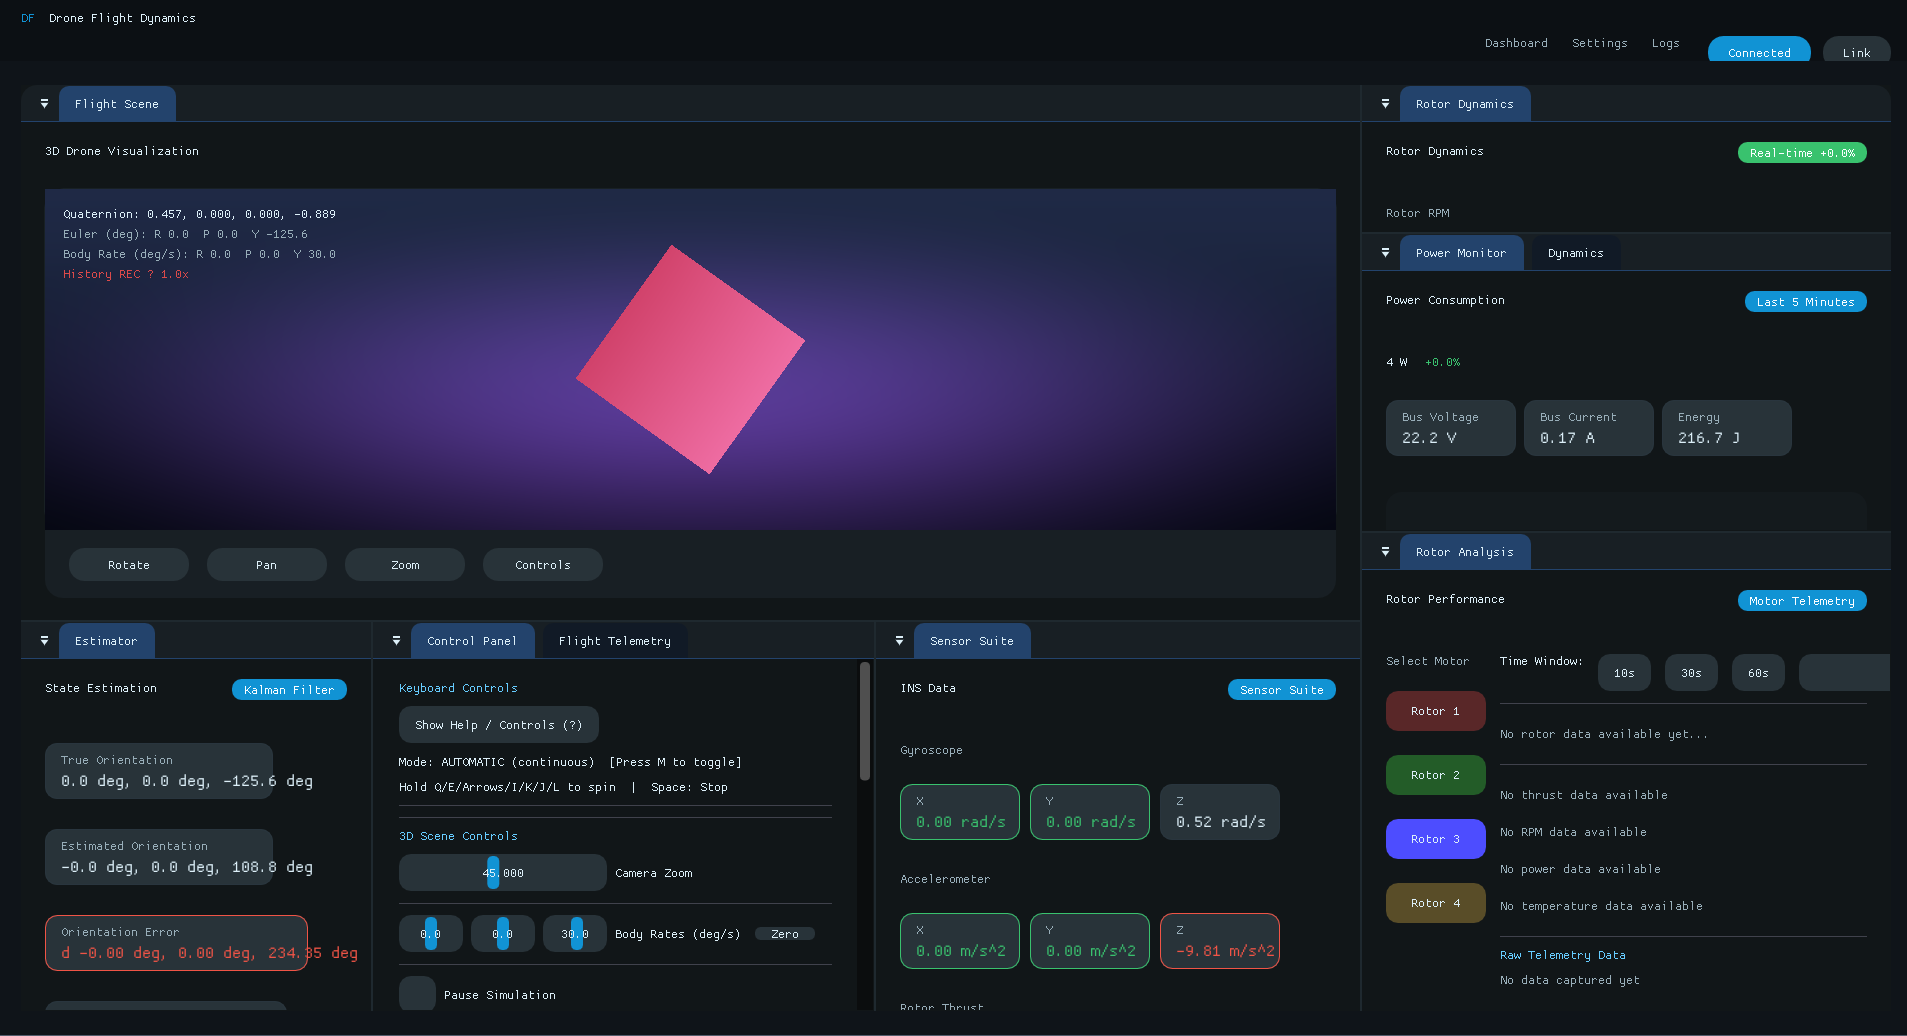 DF Drone Flight Dynamics
Dashboard Settings Logs Connected Link
Flight Scene
3D Drone Visualization
Quaternion: 0.457, 0.000, 0.000, -0.889
Euler (deg): R 0.0 P 0.0 Y -125.6
Body Rate (deg/s): R 0.0 P 0.0 Y 30.0
History REC ? 1.0x
Rotate Pan Zoom Controls
Rotor Dynamics
Rotor Dynamics Real-time +0.0%
Rotor RPM
Power Monitor Dynamics
Power Consumption Last 5 Minutes
4 W +0.0%
Bus Voltage
22.2 V
Bus Current
0.17 A
Energy
216.7 J
Rotor Analysis
Rotor Performance Motor Telemetry
Select Motor
Rotor 1
Rotor 2
Rotor 3
Rotor 4
Time Window: 10s 30s 60s
No rotor data available yet...
No thrust data available
No RPM data available
No power data available
No temperature data available
Raw Telemetry Data
No data captured yet
Estimator
State Estimation Kalman Filter
True Orientation
0.0 deg, 0.0 deg, -125.6 deg
Estimated Orientation
-0.0 deg, 0.0 deg, 108.8 deg
Orientation Error
d -0.00 deg, 0.00 deg, 234.35 deg
Control Panel Flight Telemetry
Keyboard Controls
Show Help / Controls (?)
Mode: AUTOMATIC (continuous) [Press M to toggle]
Hold Q/E/Arrows/I/K/J/L to spin | Space: Stop
3D Scene Controls
45.000 Camera Zoom
0.0 0.0 30.0 Body Rates (deg/s) Zero
Pause Simulation
Sensor Suite
INS Data Sensor Suite
Gyroscope
X
0.00 rad/s
Y
0.00 rad/s
Z
0.52 rad/s
Accelerometer
X
0.00 m/s^2
Y
0.00 m/s^2
Z
-9.81 m/s^2
Rotor Thrust